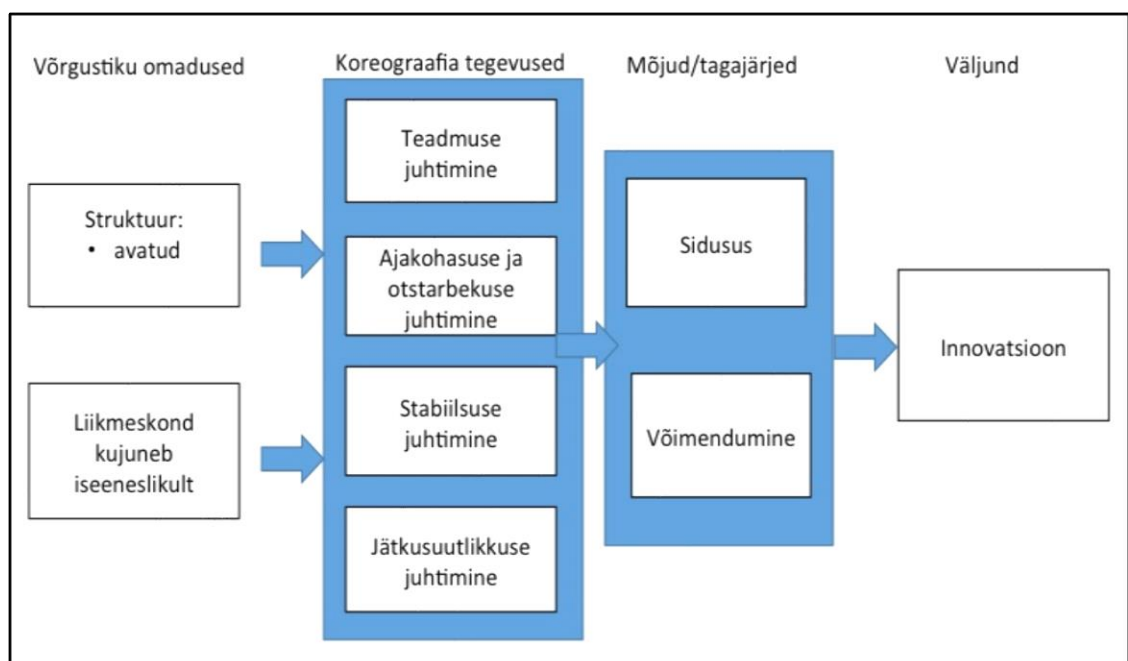 Võrgustiku omadused
Koreograafia tegevused
Mõjud/tagajärjed
Väljund
Struktuur:
• avatud
Liikmeskond
kujuneb
iseeneslikult
Teadmuse
juhtimine
Ajakohasuse ja
otstarbekuse
juhtimine
Stabiilsuse
juhtimine
Jätkusuutlikkuse
juhtimine
Sidusus
Võimendumine
Innovatsioon